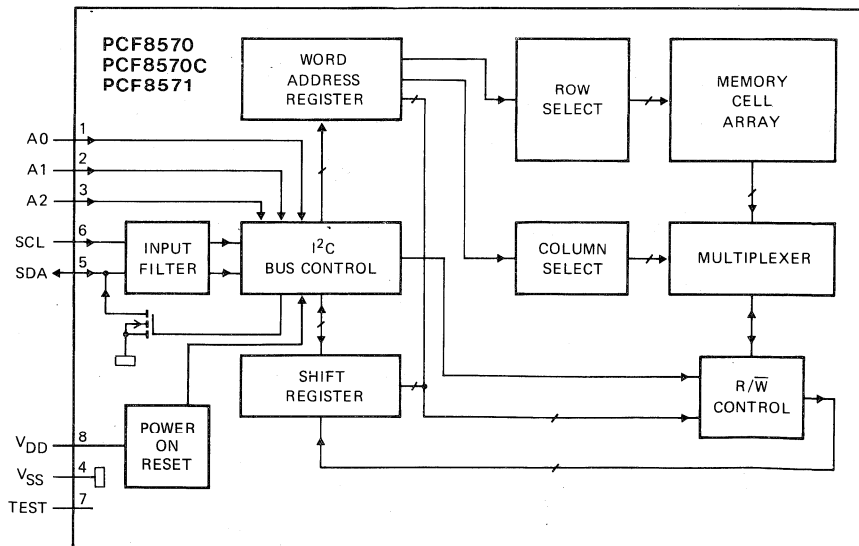 PCF8570
PCF8570C
PCF8571
WORD
ADDRESS
REGISTER
ROW
SELECT
MEMORY
CELL
ARRAY
A0 1
A1 2
A2 3
SCL 6
SDA 5
INPUT
FILTER
I²C
BUS CONTROL
COLUMN
SELECT
MULTIPLEXER
SHIFT
REGISTER
R/W̅
CONTROL
POWER
ON
RESET
VDD 8
VSS 4
TEST 7